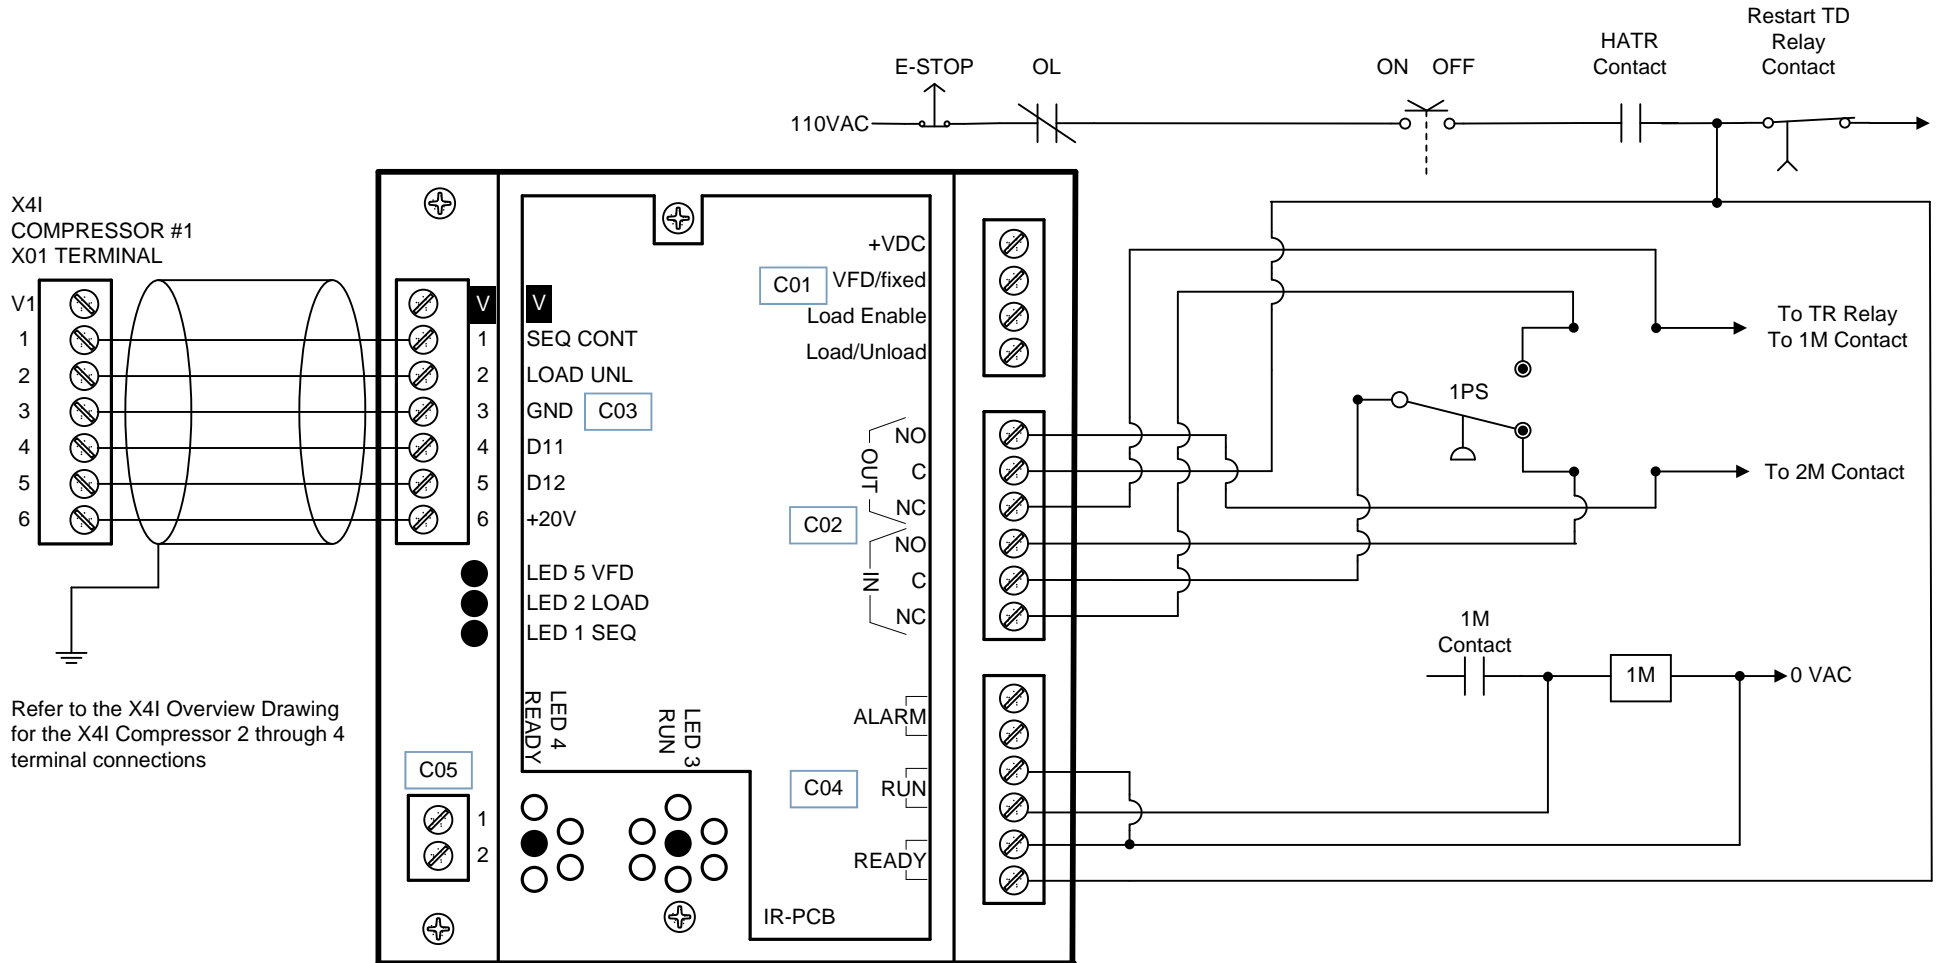 Restart TD
Relay
Contact
HATR
Contact
E-STOP
OL
ON OFF
110VAC
X4I
COMPRESSOR #1
X01 TERMINAL
V1
1
2
3
4
5
6
V
1
2
3
4
5
6
V
SEQ CONT
LOAD UNL
GND
C03
D11
D12
+20V
LED 5 VFD
LED 2 LOAD
LED 1 SEQ
+VDC
C01
VFD/fixed
Load Enable
Load/Unload
NO
C
NC
OUT
C02
NO
C
NC
IN
To TR Relay
To 1M Contact
1PS
To 2M Contact
1M
Contact
1M
0 VAC
Refer to the X4I Overview Drawing
for the X4I Compressor 2 through 4
terminal connections
LED 4
READY
LED 3
RUN
ALARM
C04
RUN
READY
C05
1
2
IR-PCB